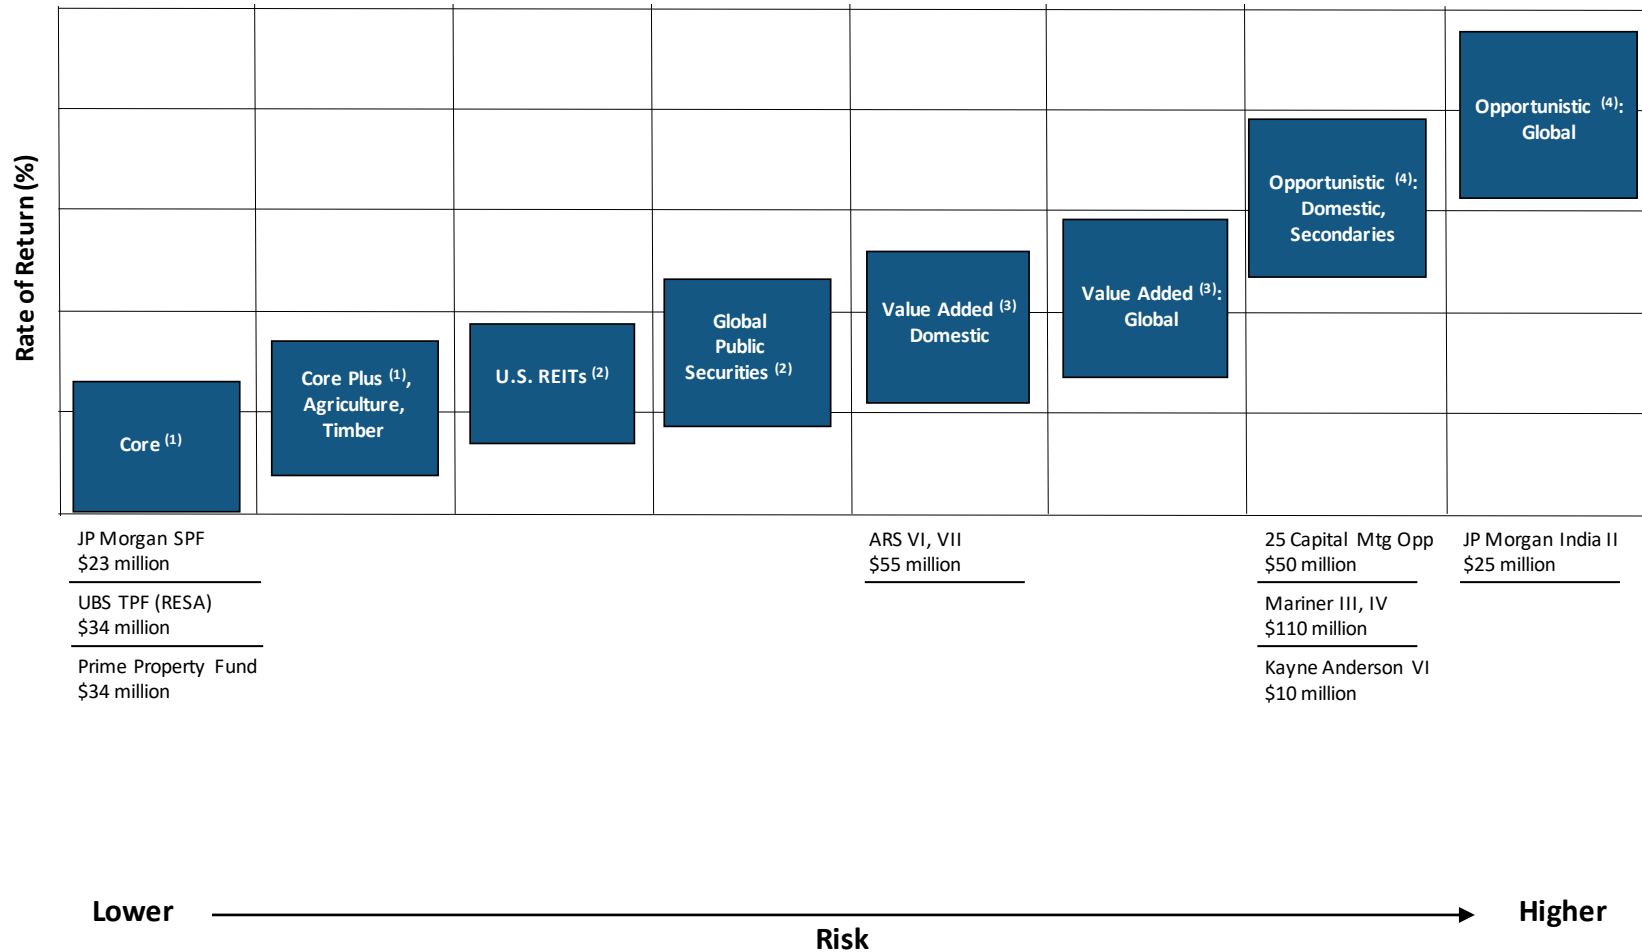 Rate of Return (%)
Opportunistic (4):
Global
Opportunistic (4):
Domestic,
Secondaries
Value Added (3):
Global
Value Added (3)
Domestic
Global
Public
Securities (2)
U.S. REITs (2)
Core Plus (1),
Agriculture,
Timber
Core (1)
JP Morgan SPF
$23 million
UBS TPF (RESA)
$34 million
Prime Property Fund
$34 million
ARS VI, VII
$55 million
25 Capital Mtg Opp
$50 million
Mariner III, IV
$110 million
Kayne Anderson VI
$10 million
JP Morgan India II
$25 million
Lower
Higher
Risk